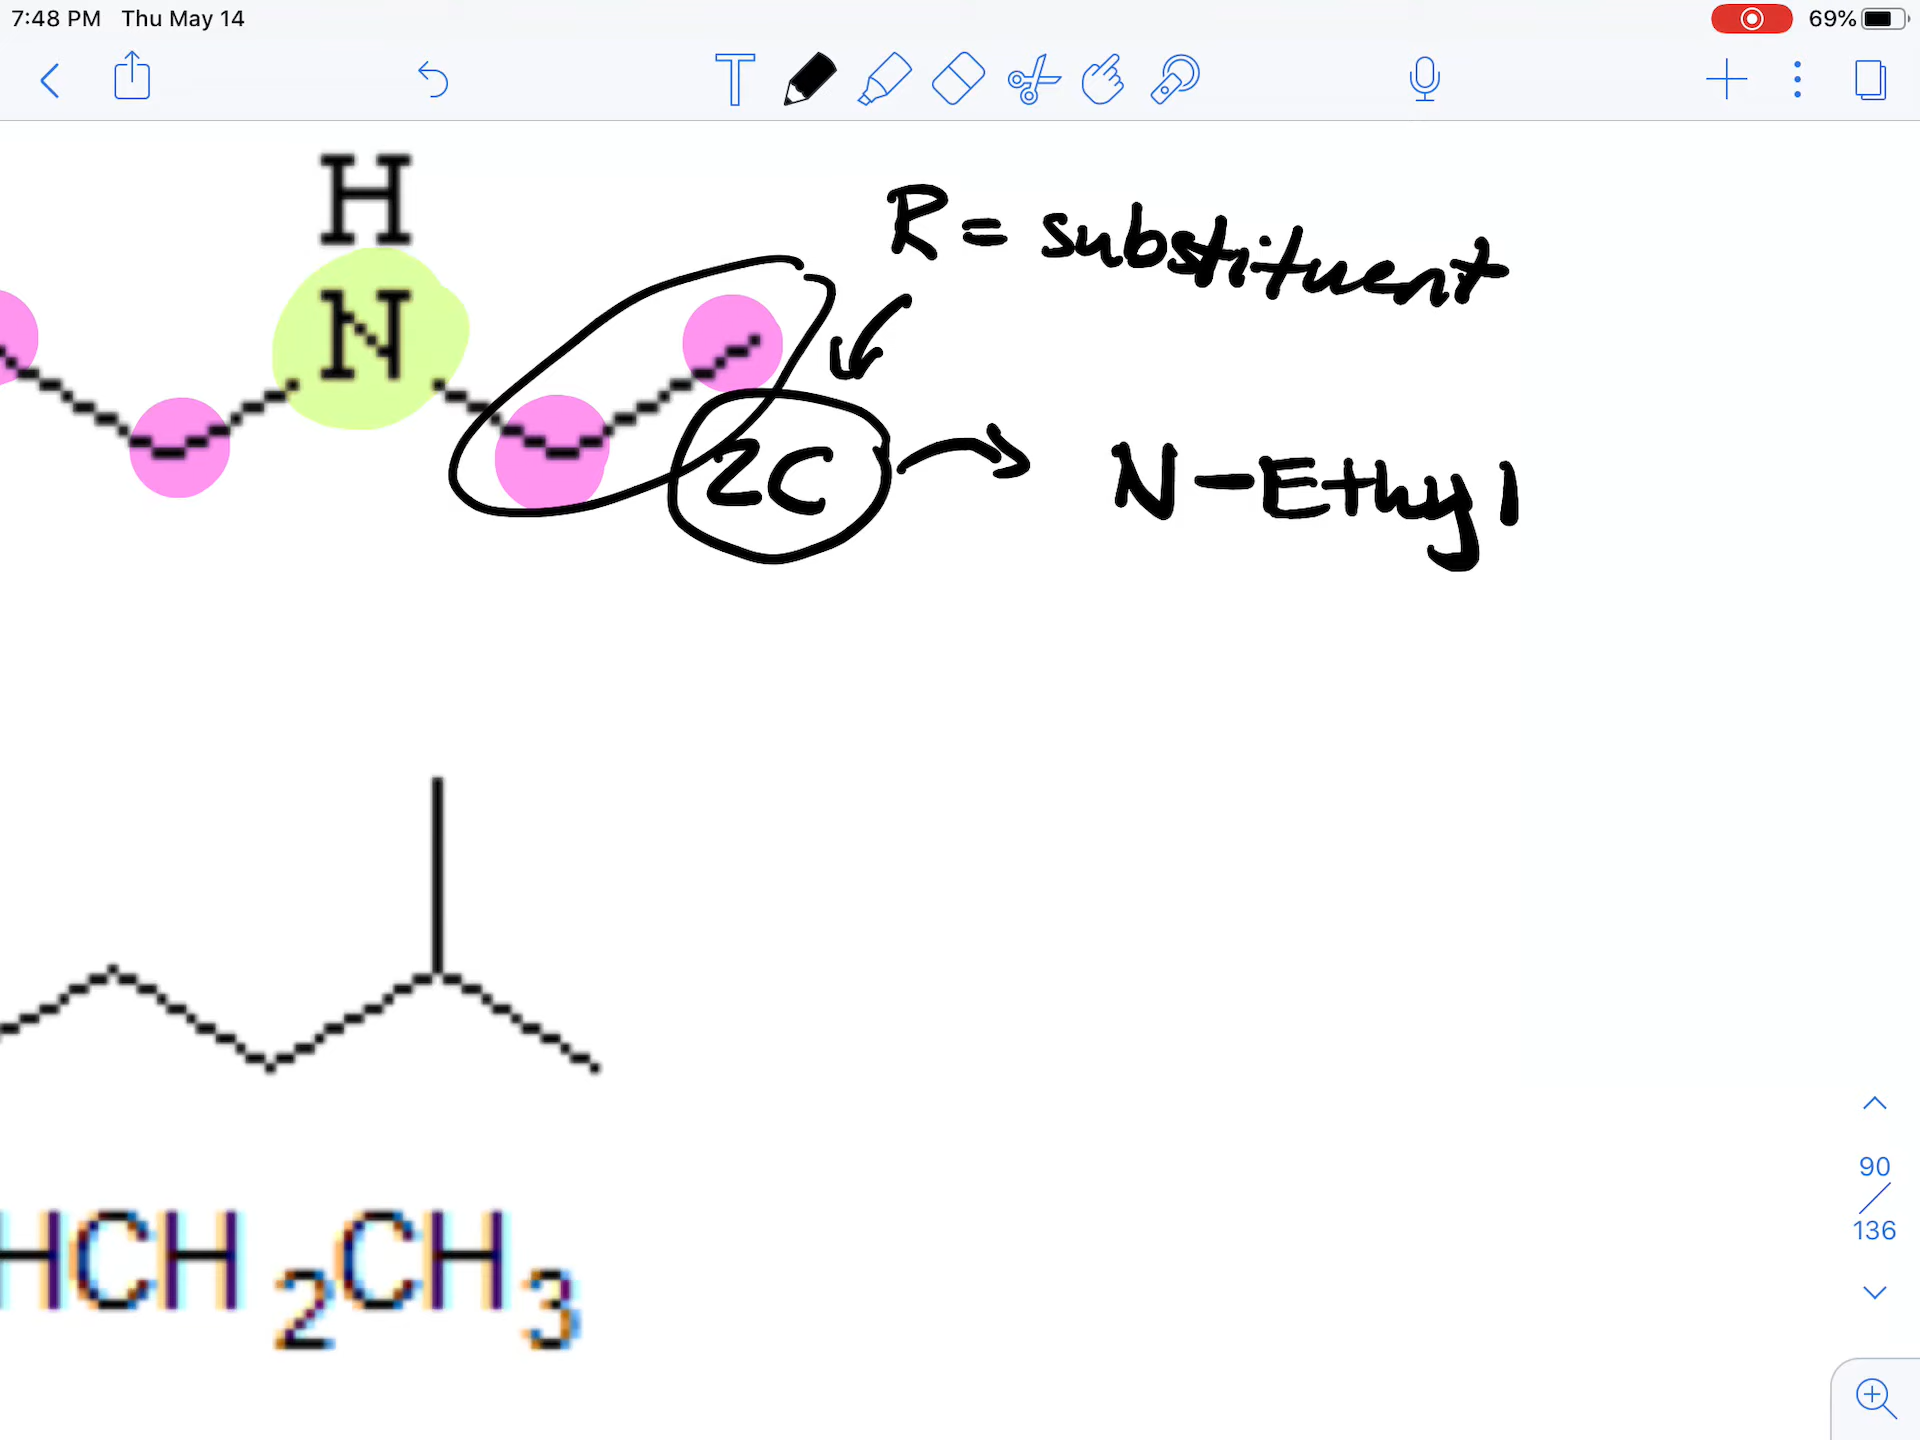 7:48 PM Thu May 14
69%
H
N
R = substituent
2C
N-Ethyl
HCH2CH3
90
136